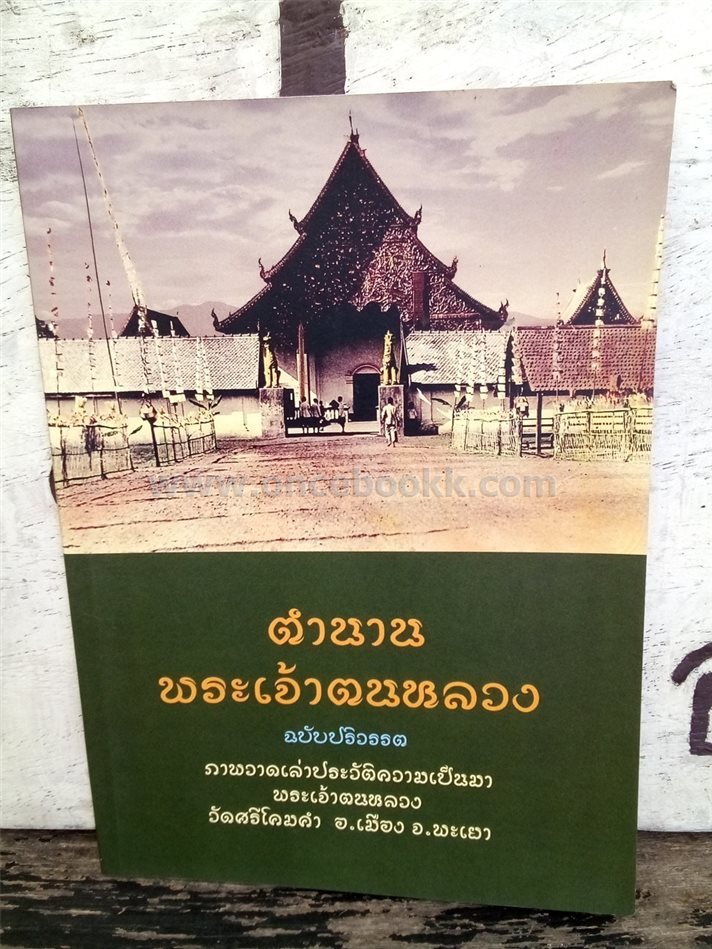 www.oncebookk.com
ตำนาน
พระเจ้าตนหลวง
ฉบับปริวรรต
ภาพวาดเล่าประวัติความเป็นมา
พระเจ้าตนหลวง
วัดศรีโคมคำ อ.เมือง จ.พะเยา